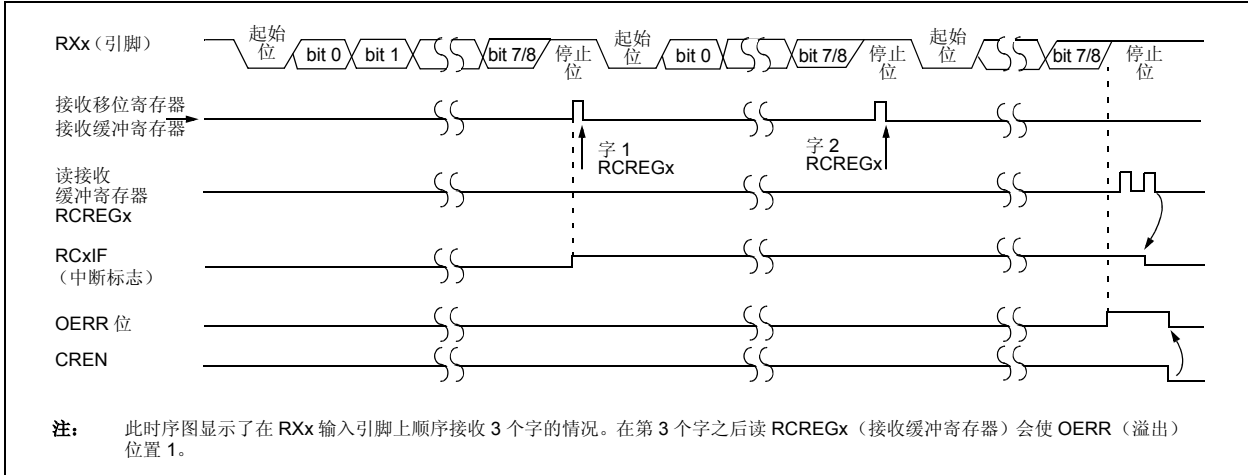 RXx（引脚）
起始
位
bit 0
bit 1
bit 7/8
停止
位
起始
位
bit 0
bit 7/8
停止
位
起始
位
bit 7/8
停止
位
接收移位寄存器
接收缓冲寄存器
字 1
RCREGx
字 2
RCREGx
读接收
缓冲寄存器
RCREGx
RCxIF
（中断标志）
OERR 位
CREN
注： 此时序图显示了在 RXx 输入引脚上顺序接收 3 个字的情况。在第 3 个字之后读 RCREGx（接收缓冲寄存器）会使 OERR（溢出）
位置 1。